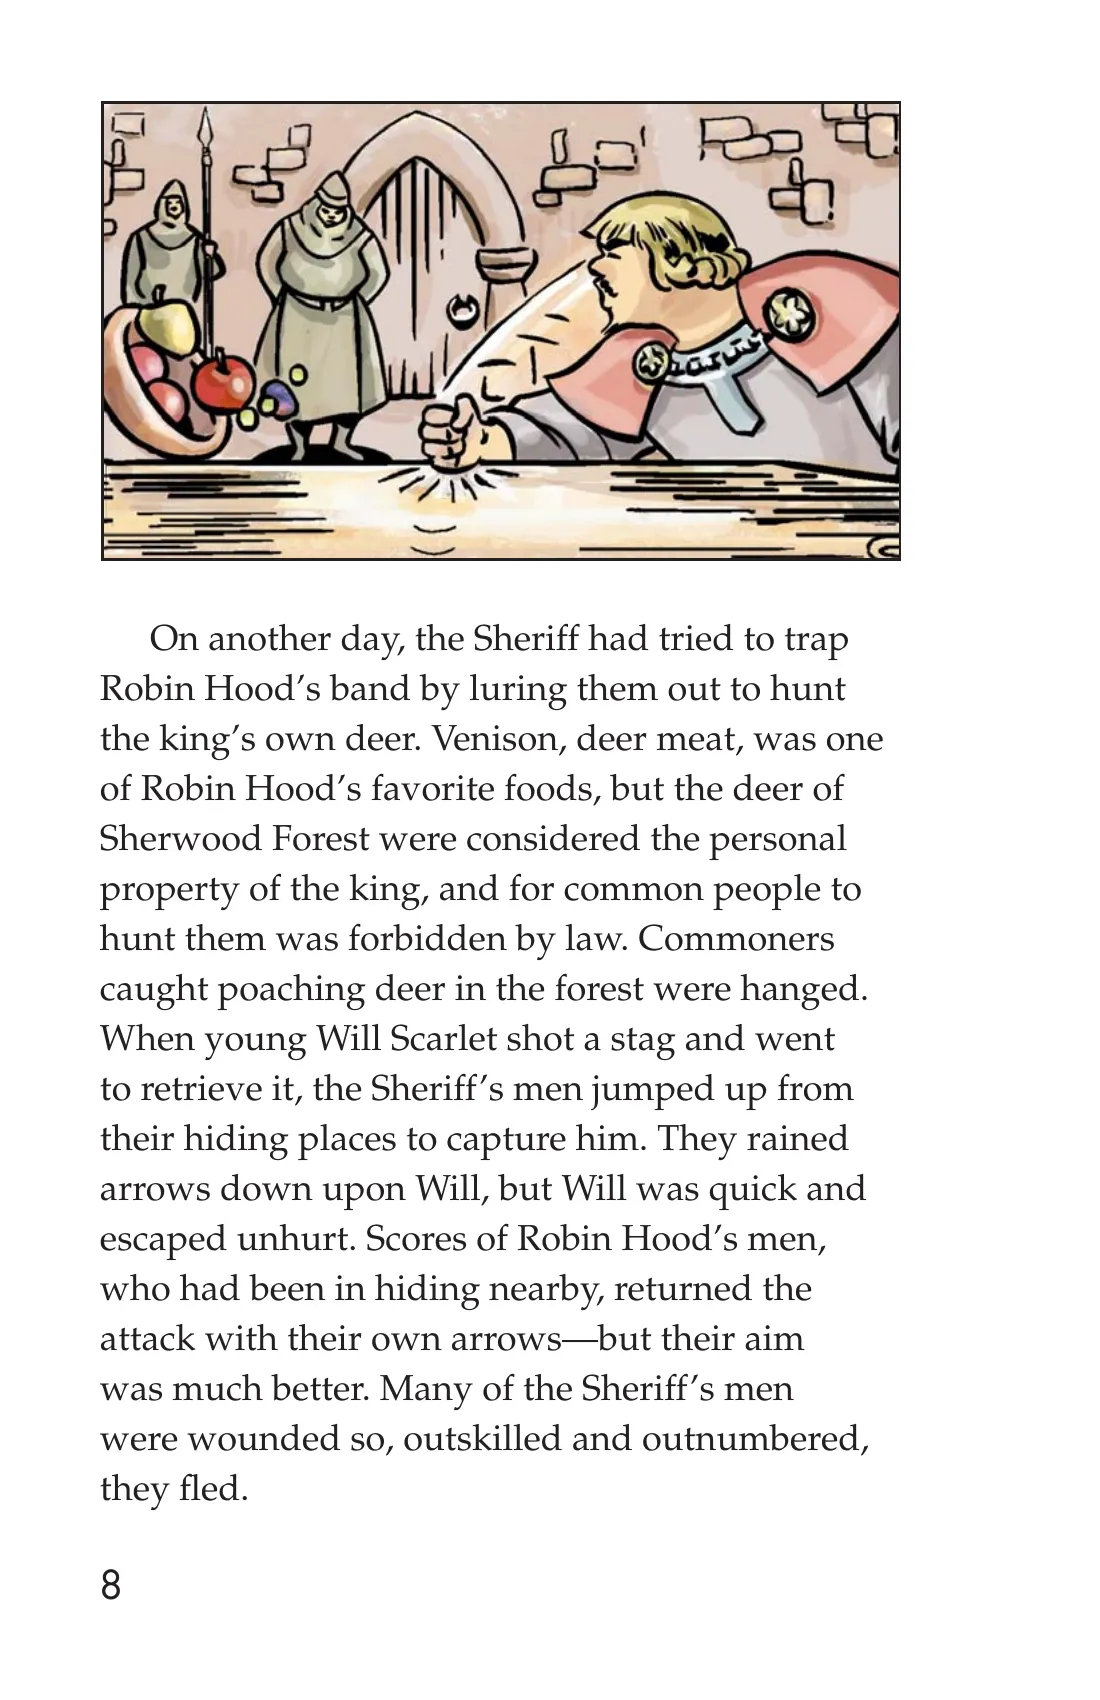 On another day, the Sheriff had tried to trap
Robin Hood’s band by luring them out to hunt
the king’s own deer. Venison, deer meat, was one
of Robin Hood’s favorite foods, but the deer of
Sherwood Forest were considered the personal
property of the king, and for common people to
hunt them was forbidden by law. Commoners
caught poaching deer in the forest were hanged.
When young Will Scarlet shot a stag and went
to retrieve it, the Sheriff’s men jumped up from
their hiding places to capture him. They rained
arrows down upon Will, but Will was quick and
escaped unhurt. Scores of Robin Hood’s men,
who had been in hiding nearby, returned the
attack with their own arrows—but their aim
was much better. Many of the Sheriff’s men
were wounded so, outskilled and outnumbered,
they fled.
8